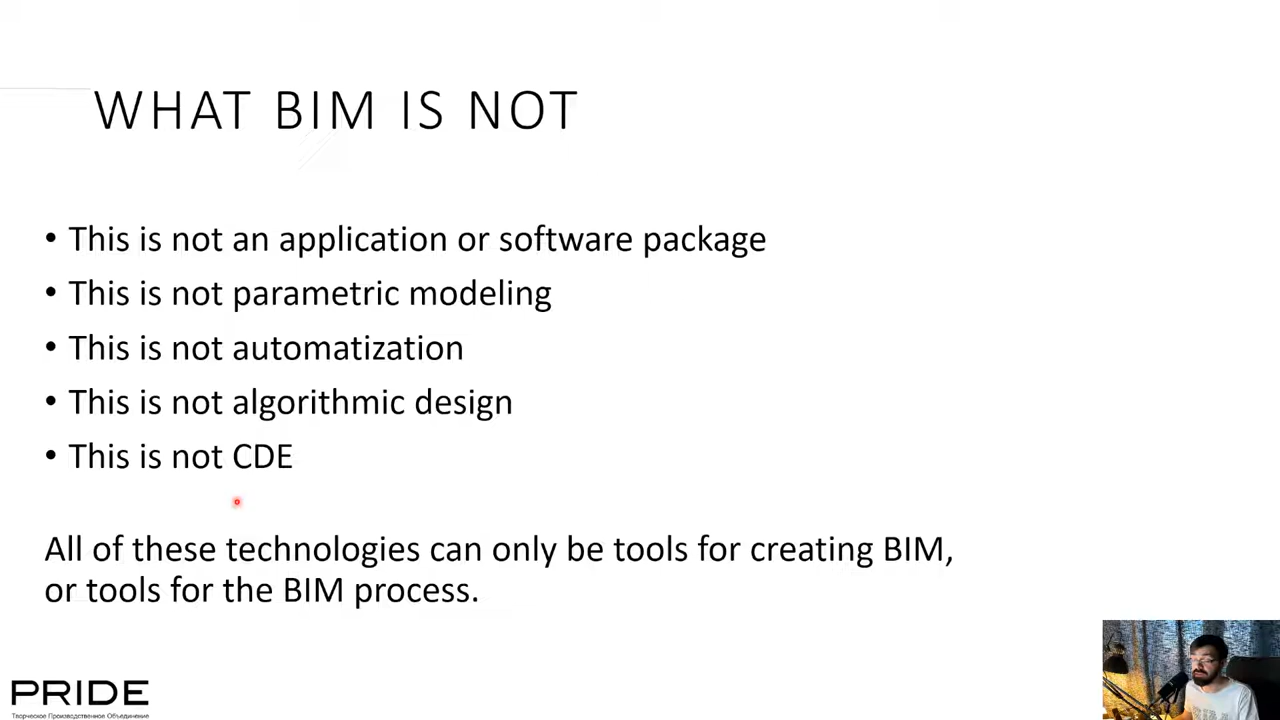 WHAT BIM IS NOT
• This is not an application or software package
• This is not parametric modeling
• This is not automatization
• This is not algorithmic design
• This is not CDE
All of these technologies can only be tools for creating BIM,
or tools for the BIM process.
PRIDE
Творческое Производственное Объединение